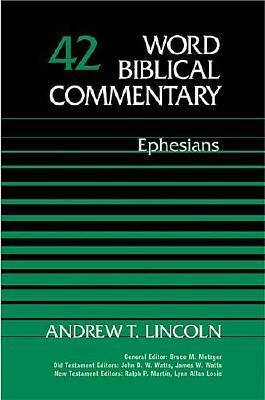 42 WORD
BIBLICAL
COMMENTARY
Ephesians
ANDREW T. LINCOLN
General Editor: Bruce M. Metzger
Old Testament Editors: John D. W. Watts, James W. Watts
New Testament Editors: Ralph P. Martin, Lynn Allan Losie